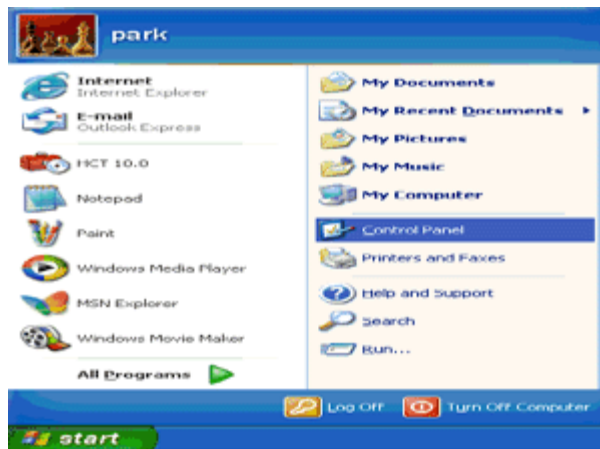 park
Internet
Internet Explorer
E-mail
Outlook Express
HCT 10.0
Notepad
Paint
Windows Media Player
MSN Explorer
Windows Movie Maker
All Programs
My Documents
My Recent Documents
My Pictures
My Music
My Computer
Control Panel
Printers and Faxes
Help and Support
Search
Run...
Log Off
Turn Off Computer
start